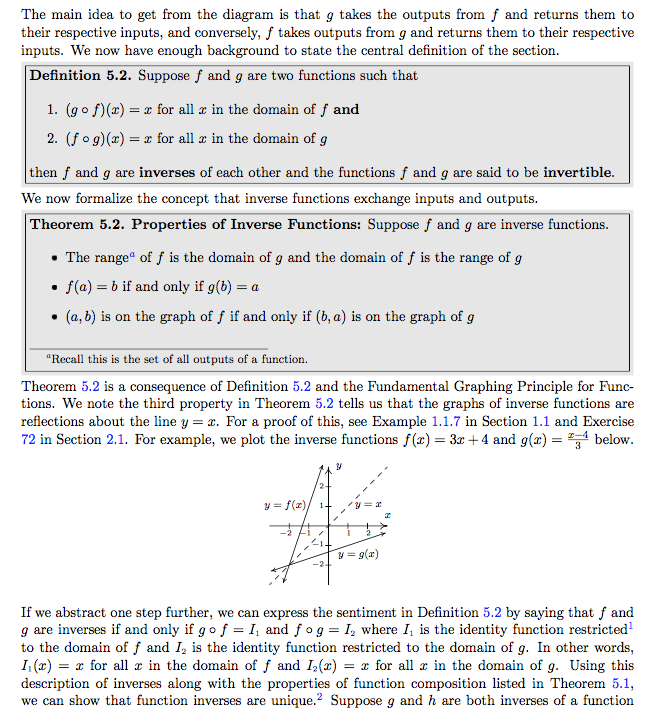 The main idea to get from the diagram is that g takes the outputs from f and returns them to
their respective inputs, and conversely, f takes outputs from g and returns them to their respective
inputs. We now have enough background to state the central definition of the section.
Definition 5.2. Suppose f and g are two functions such that
1. (g ∘ f)(x) = x for all x in the domain of f and
2. (f ∘ g)(x) = x for all x in the domain of g
then f and g are inverses of each other and the functions f and g are said to be invertible.
We now formalize the concept that inverse functions exchange inputs and outputs.
Theorem 5.2. Properties of Inverse Functions: Suppose f and g are inverse functions.
• The rangeᵃ of f is the domain of g and the domain of f is the range of g
• f(a) = b if and only if g(b) = a
• (a, b) is on the graph of f if and only if (b, a) is on the graph of g
ᵃRecall this is the set of all outputs of a function.
Theorem 5.2 is a consequence of Definition 5.2 and the Fundamental Graphing Principle for Func-
tions. We note the third property in Theorem 5.2 tells us that the graphs of inverse functions are
reflections about the line y = x. For a proof of this, see Example 1.1.7 in Section 1.1 and Exercise
72 in Section 2.1. For example, we plot the inverse functions f(x) = 3x + 4 and g(x) = (x−4)/3 below.
y
2
y = f(x) 1 y = x
x
−2 −1 1 2
−1
y = g(x)
−2
If we abstract one step further, we can express the sentiment in Definition 5.2 by saying that f and
g are inverses if and only if g ∘ f = I₁ and f ∘ g = I₂ where I₁ is the identity function restricted¹
to the domain of f and I₂ is the identity function restricted to the domain of g. In other words,
I₁(x) = x for all x in the domain of f and I₂(x) = x for all x in the domain of g. Using this
description of inverses along with the properties of function composition listed in Theorem 5.1,
we can show that function inverses are unique.² Suppose g and h are both inverses of a function